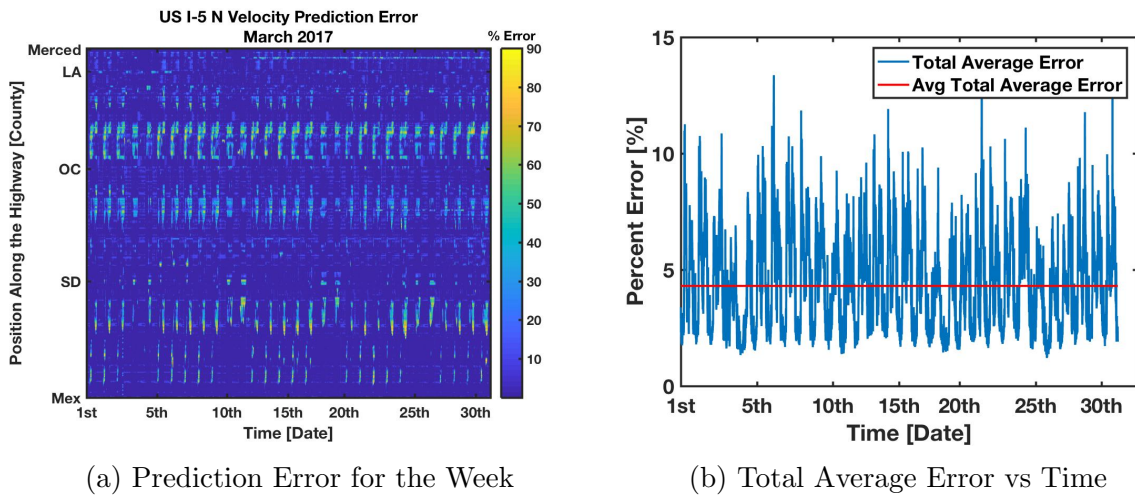 US I-5 N Velocity Prediction Error
March 2017
% Error
Position Along the Highway [County]
Merced
LA
OC
SD
Mex
90
80
70
60
50
40
30
20
10
1st 5th 10th 15th 20th 25th 30th
Time [Date]
(a) Prediction Error for the Week
Percent Error [%]
15
10
5
0
Total Average Error
Avg Total Average Error
1st 5th 10th 15th 20th 25th 30th
Time [Date]
(b) Total Average Error vs Time